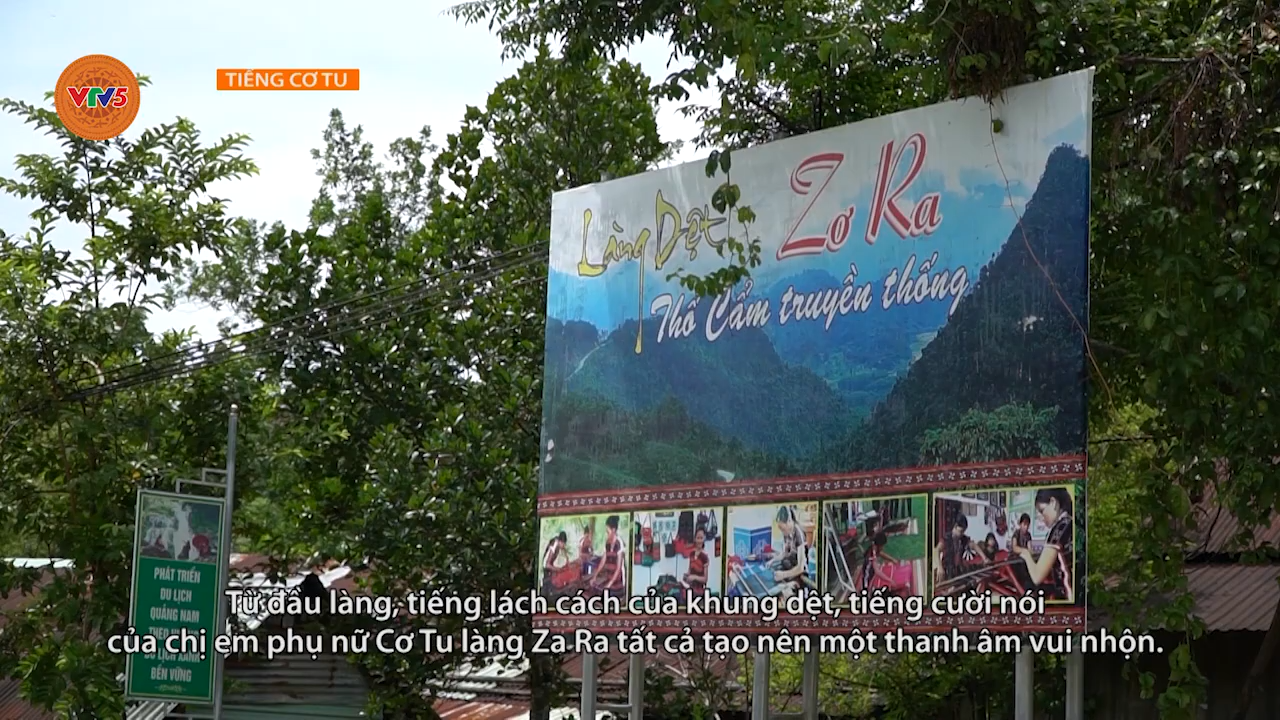 VTV5
TIẾNG CƠ TU
Làng Dệt
Zơ Ra
Thổ Cẩm truyền thống
PHÁT TRIỂN
DU LỊCH
QUẢNG NAM
BỀN VỮNG
Từ đầu làng, tiếng lách cách của khung dệt, tiếng cười nói
của chị em phụ nữ Cơ Tu làng Za Ra tất cả tạo nên một thanh âm vui nhộn.